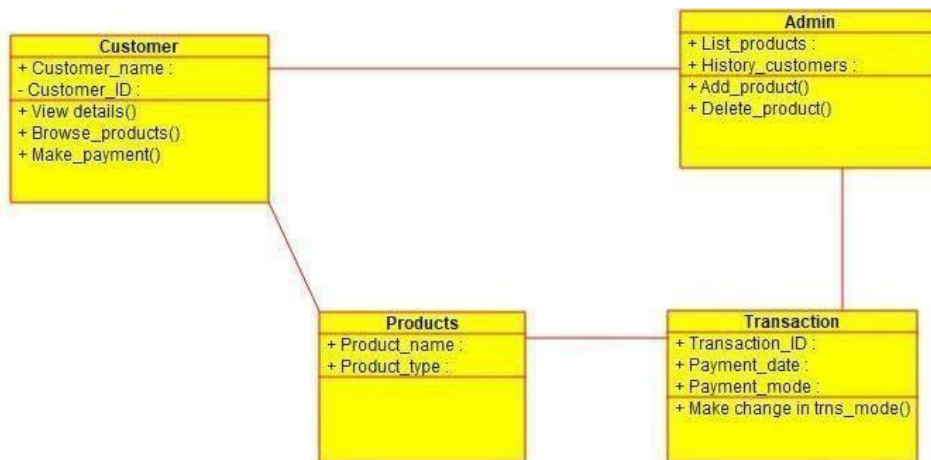 Customer
+ Customer_name :
- Customer_ID :
+ View details()
+ Browse_products()
+ Make_payment()
Admin
+ List_products :
+ History_customers :
+ Add_product()
+ Delete_product()
Products
+ Product_name :
+ Product_type :
Transaction
+ Transaction_ID :
+ Payment_date :
+ Payment_mode :
+ Make change in trns_mode()